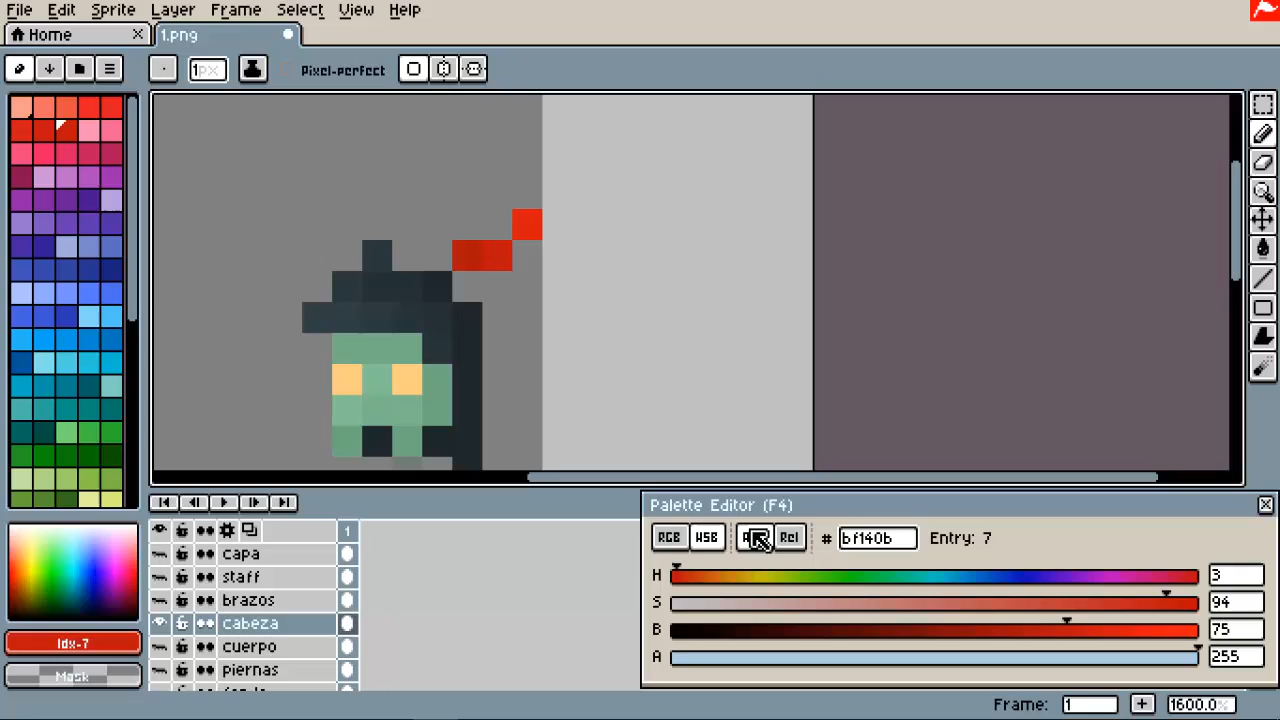 File Edit Sprite Layer Frame Select View Help
Home 1.png
1px Pixel-perfect
Palette Editor (F4)
RGB HSB Rel # bf140b Entry: 7
1
capa
staff
brazos
cabeza
cuerpo
piernas
H 3
S 94
B 75
A 255
Idx-7
Mask
Frame: 1 + 1600.0%